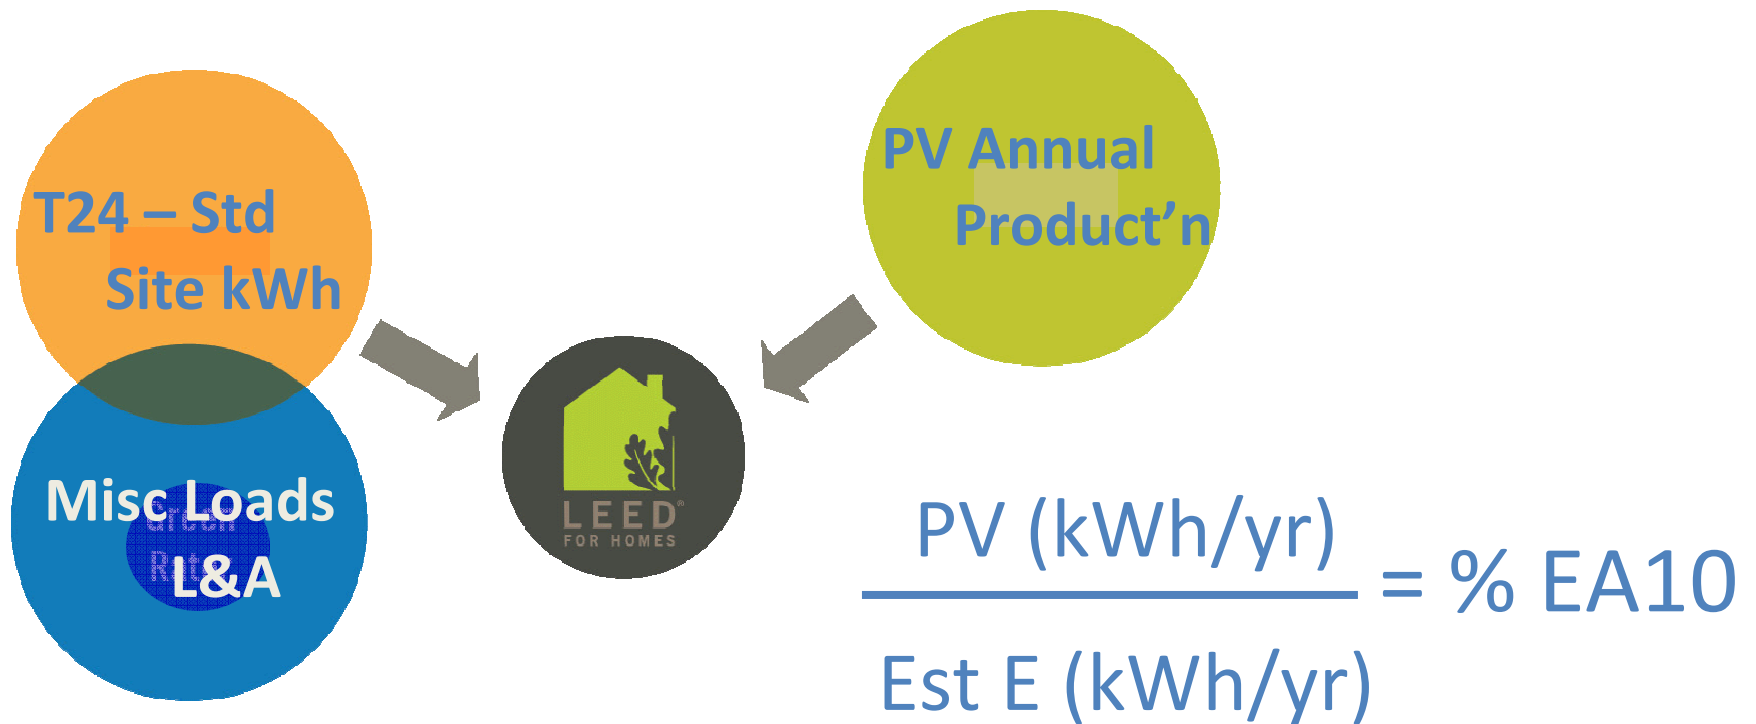 T24 – Std
Site kWh
Misc Loads
L&A
LEED®
FOR HOMES
PV Annual
Product’n
PV (kWh/yr)
= % EA10
Est E (kWh/yr)